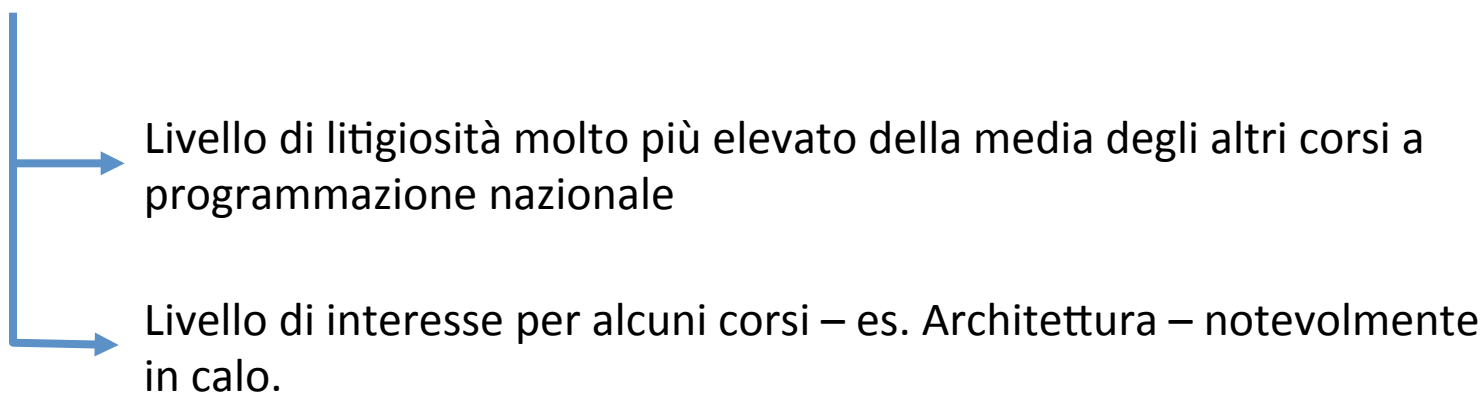 Livello di litigiosità molto più elevato della media degli altri corsi a
programmazione nazionale
Livello di interesse per alcuni corsi – es. Architettura – notevolmente
in calo.